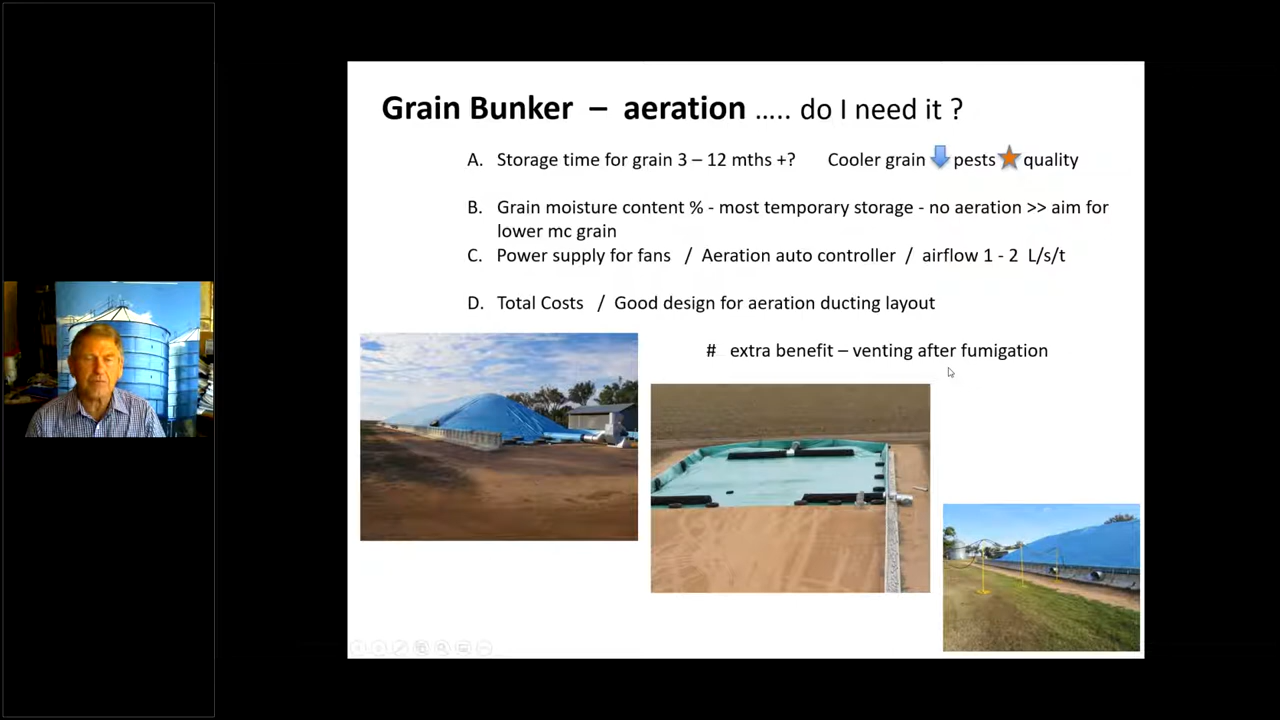 Grain Bunker – aeration ..... do I need it ?
A. Storage time for grain 3 – 12 mths +? Cooler grain pests quality
B. Grain moisture content % - most temporary storage - no aeration >> aim for
lower mc grain
C. Power supply for fans / Aeration auto controller / airflow 1 - 2 L/s/t
D. Total Costs / Good design for aeration ducting layout
# extra benefit – venting after fumigation